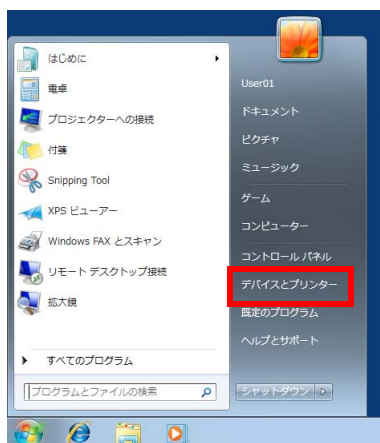 はじめに
電卓
プロジェクターへの接続
付箋
Snipping Tool
XPS ビューアー
Windows FAX とスキャン
リモート デスクトップ接続
拡大鏡
すべてのプログラム
プログラムとファイルの検索
User01
ドキュメント
ピクチャ
ミュージック
ゲーム
コンピューター
コントロール パネル
デバイスとプリンター
既定のプログラム
ヘルプとサポート
シャットダウン